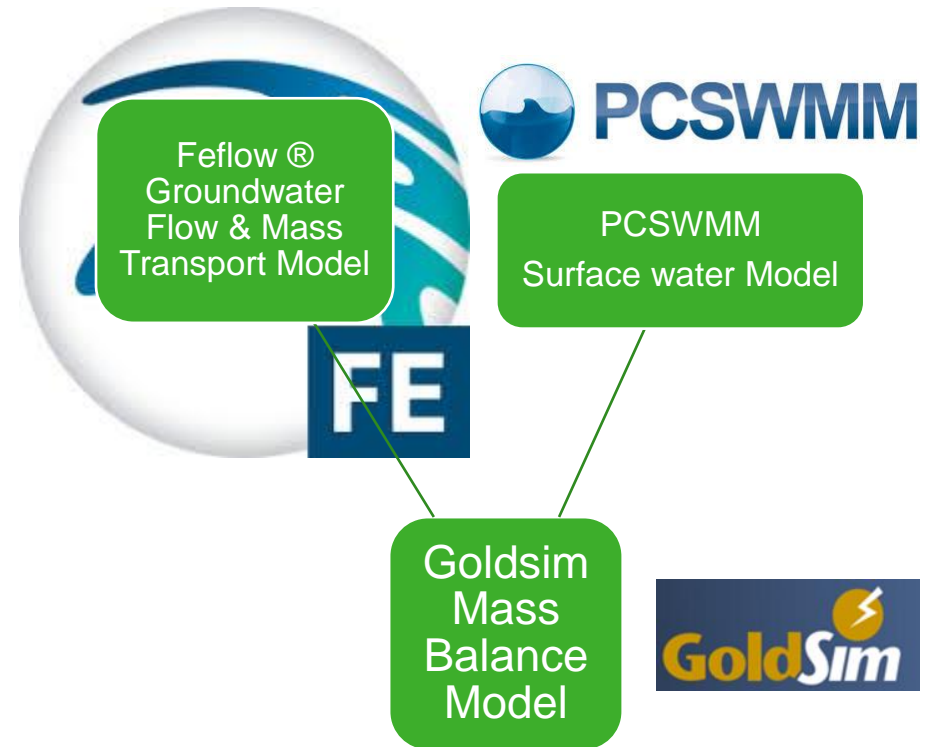 Feflow ®
Groundwater
Flow & Mass
Transport Model
FE
PCSWMM
PCSWMM
Surface water Model
Goldsim
Mass
Balance
Model
GoldSim